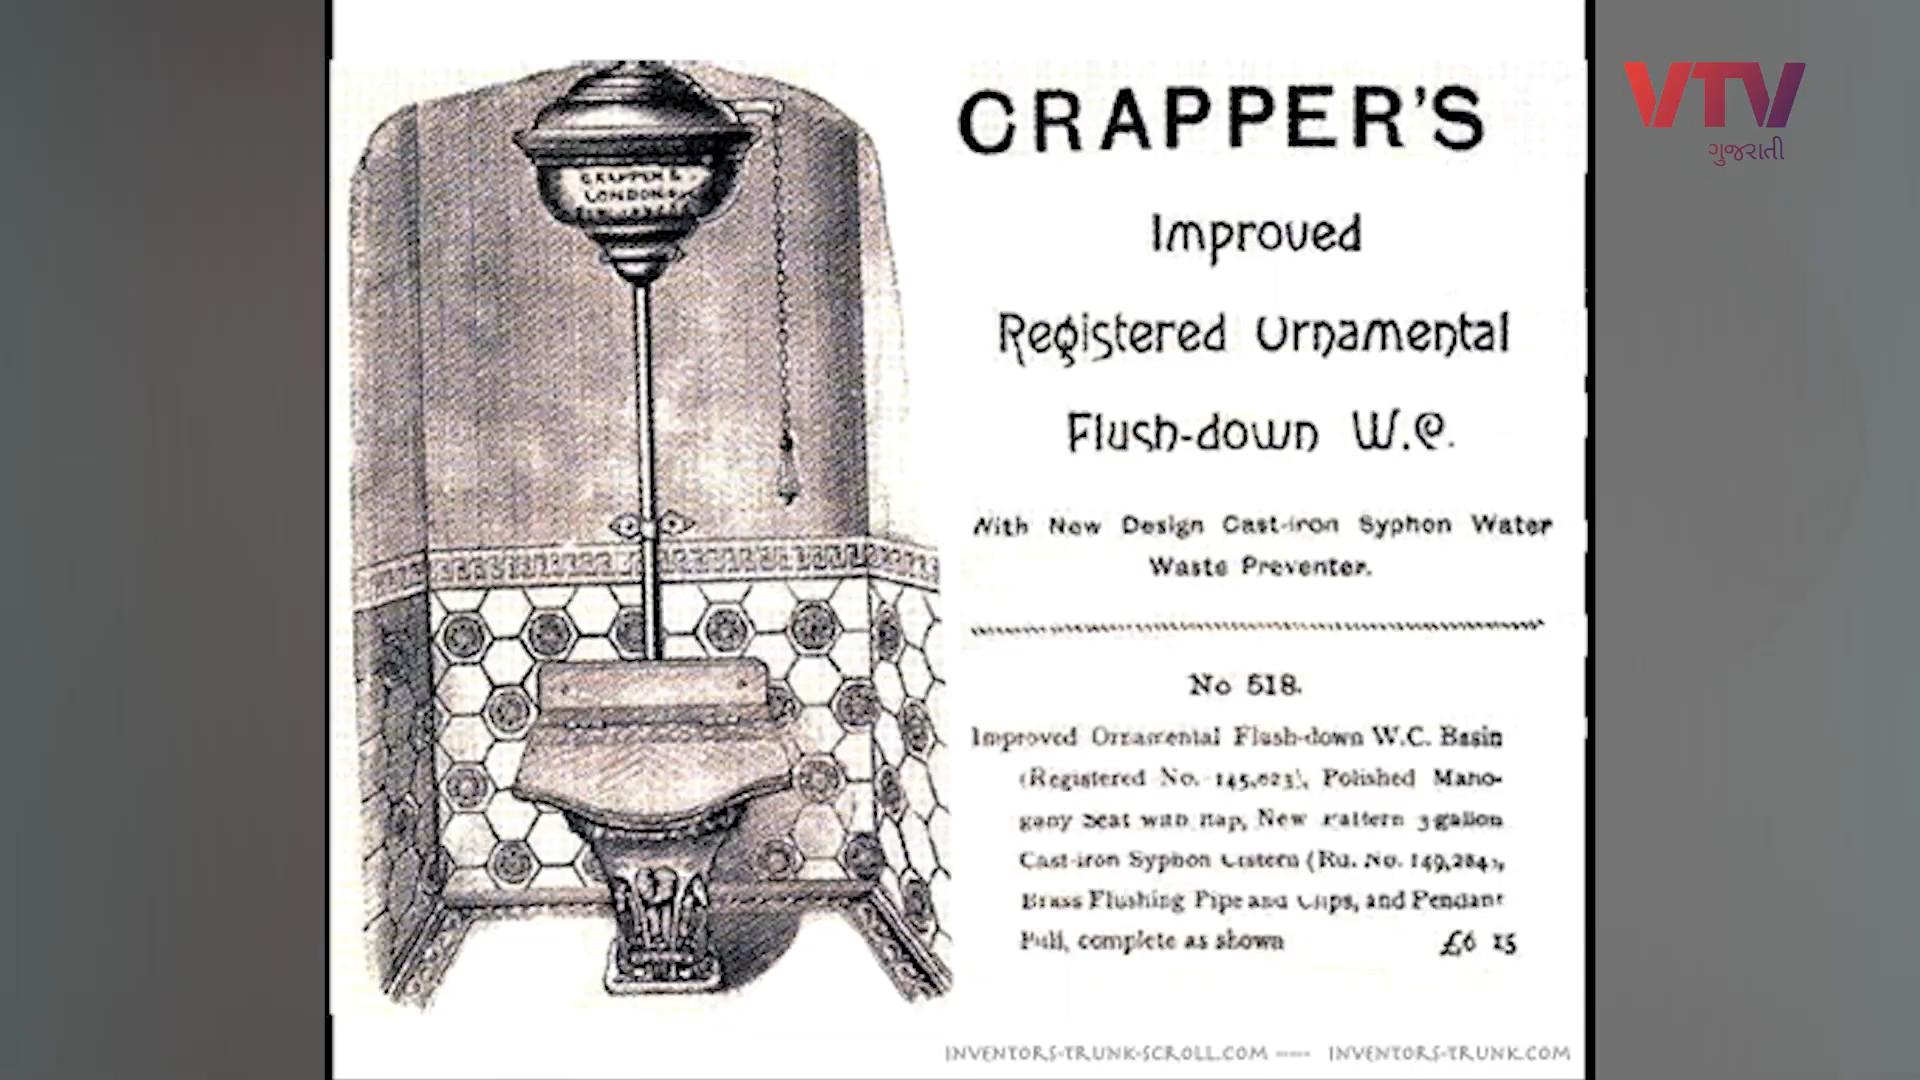 VTV
ગુજરાતી
CRAPPER'S
Improved
Registered Ornamental
Flush-down W.C.
With New Design Cast-iron Syphon Water
Waste Preventer.
No 518.
Improved Ornamental Flush-down W.C. Basin
(Registered No. 145,823), Polished Maho-
gany Seat with flap, New Pattern 3 gallon
Cast-iron Syphon Cistern (Rd. No. 149,284),
Brass Flushing Pipe and Clips, and Pendant
Pull, complete as shown £6 15
CRAPPER &
LONDON
INVENTORS-TRUNK-SCROLL.COM ---- INVENTORS-TRUNK.COM